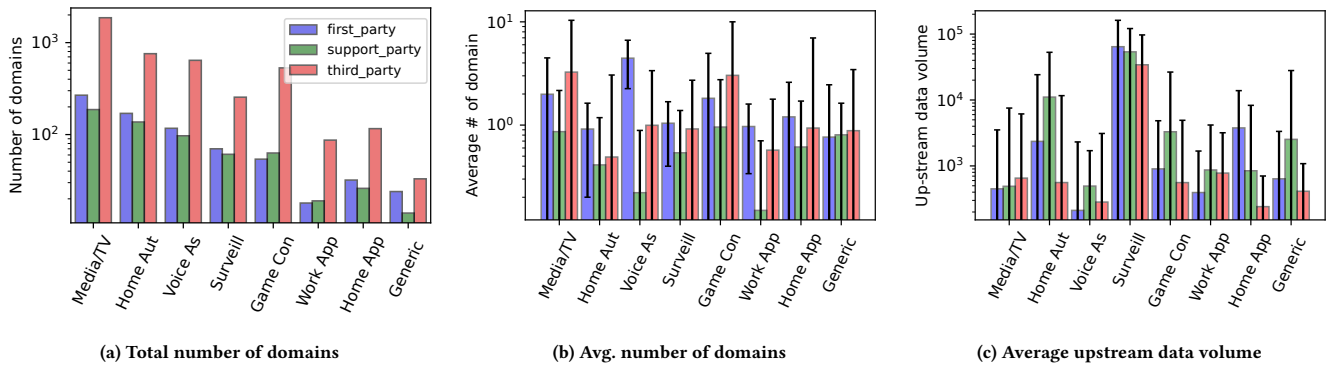 Number of domains
10³
10²
first_party
support_party
third_party
Media/TV
Home Aut
Voice As
Surveill
Game Con
Work App
Home App
Generic
(a) Total number of domains
Average # of domain
10¹
10⁰
Media/TV
Home Aut
Voice As
Surveill
Game Con
Work App
Home App
Generic
(b) Avg. number of domains
Up-stream data volume
10⁵
10⁴
10³
Media/TV
Home Aut
Voice As
Surveill
Game Con
Work App
Home App
Generic
(c) Average upstream data volume